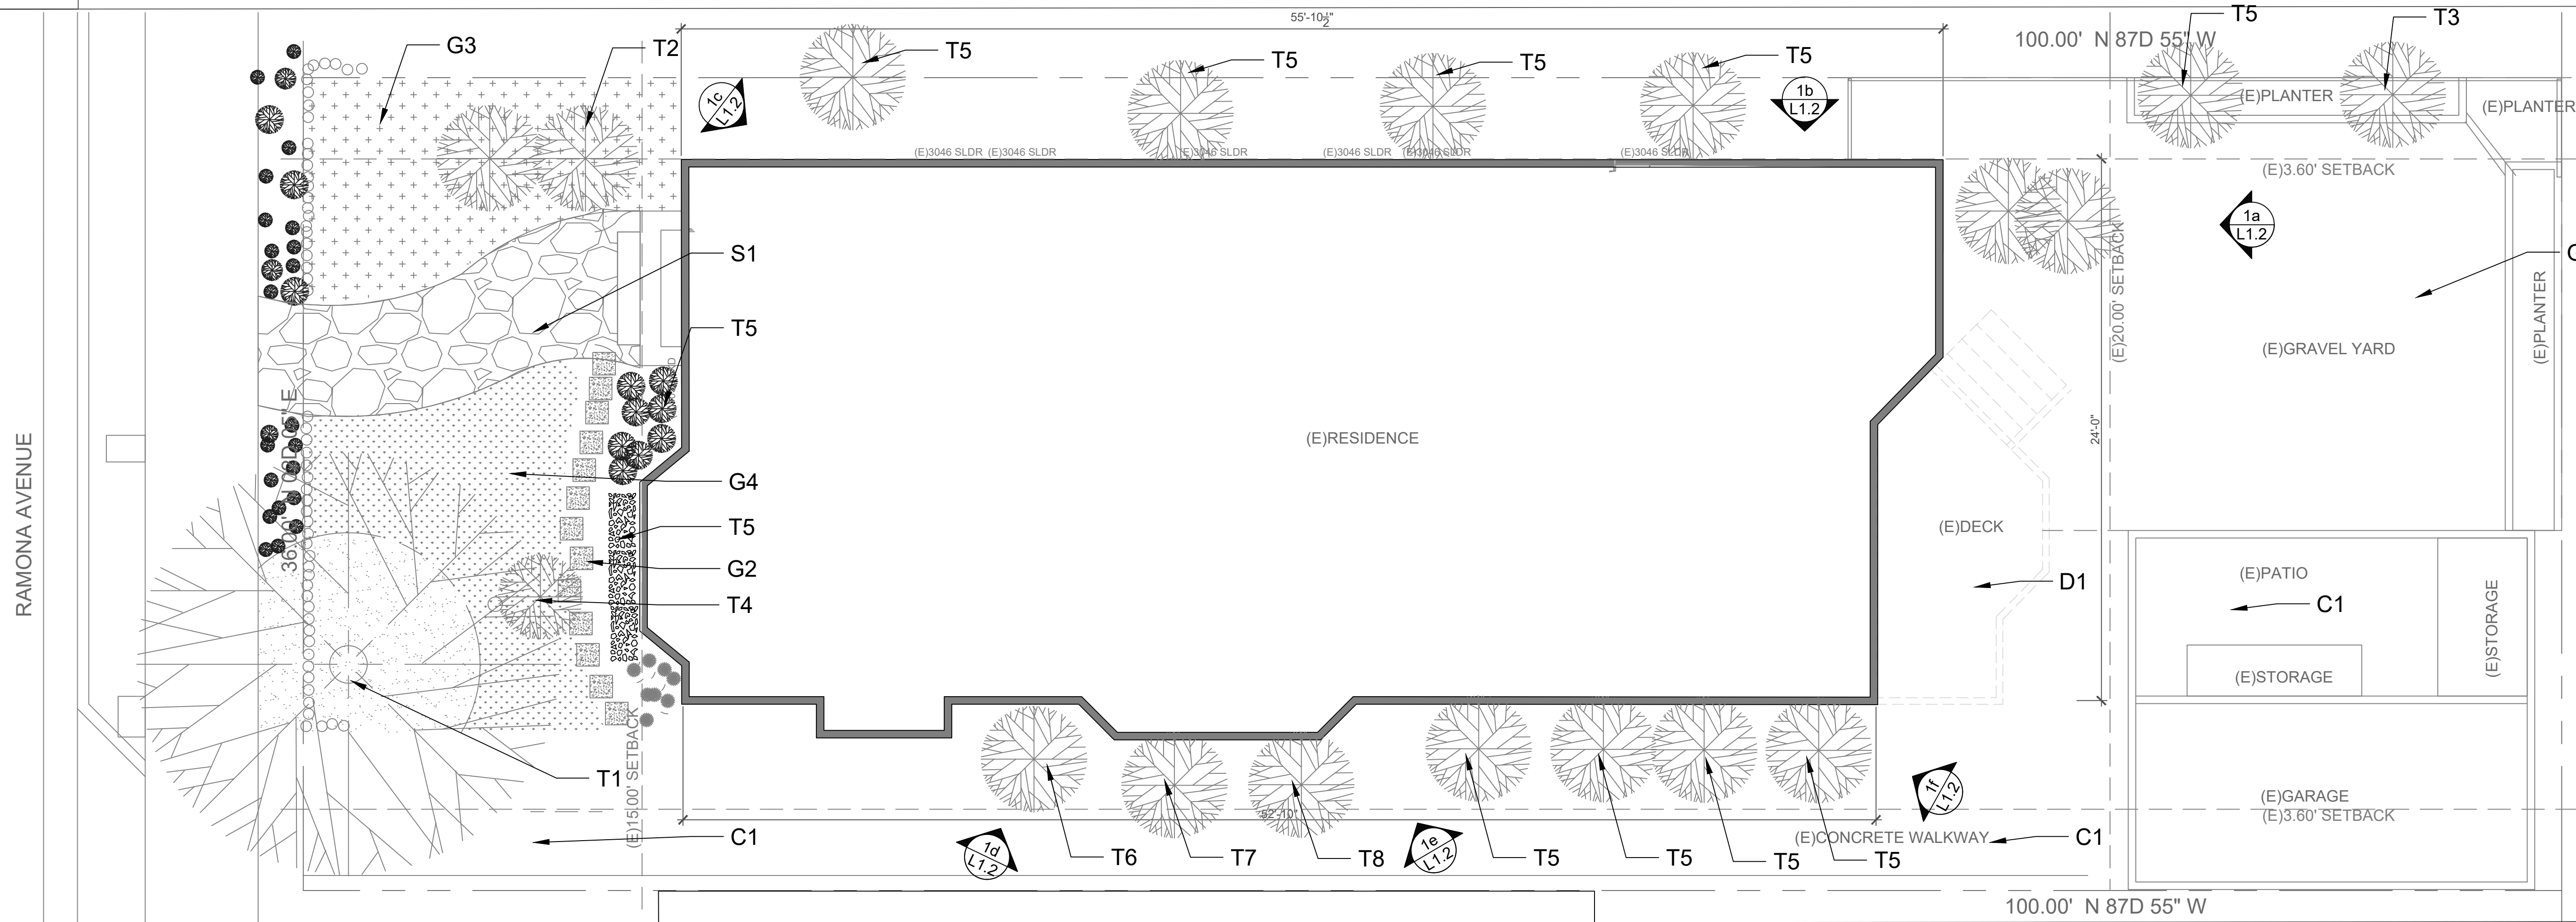 55'-10½"
T5
T3
100.00' N 87D 55" W
G3
T2
T5
T5
T5
T5
1c
L1.2
1b
L1.2
(E)PLANTER
(E)PLANTER
(E)3046 SLDR
(E)3046 SLDR
(E)3046 SLDR
(E)3046 SLDR
(E)3046 SLDR
(E)3046 SLDR
(E)3.60' SETBACK
1a
L1.2
S1
(E)20.00' SETBACK
(E)PLANTER
T5
(E)GRAVEL YARD
24'-0"
(E)RESIDENCE
RAMONA AVENUE
G4
T5
(E)DECK
G2
T4
D1
(E)PATIO
C1
(E)STORAGE
(E)STORAGE
T1
(E)15.00' SETBACK
1f
L1.2
(E)GARAGE
(E)3.60' SETBACK
52'-10"
C1
1d
L1.2
T6
T7
T8
1e
L1.2
T5
T5
T5
T5
(E)CONCRETE WALKWAY
C1
100.00' N 87D 55" W